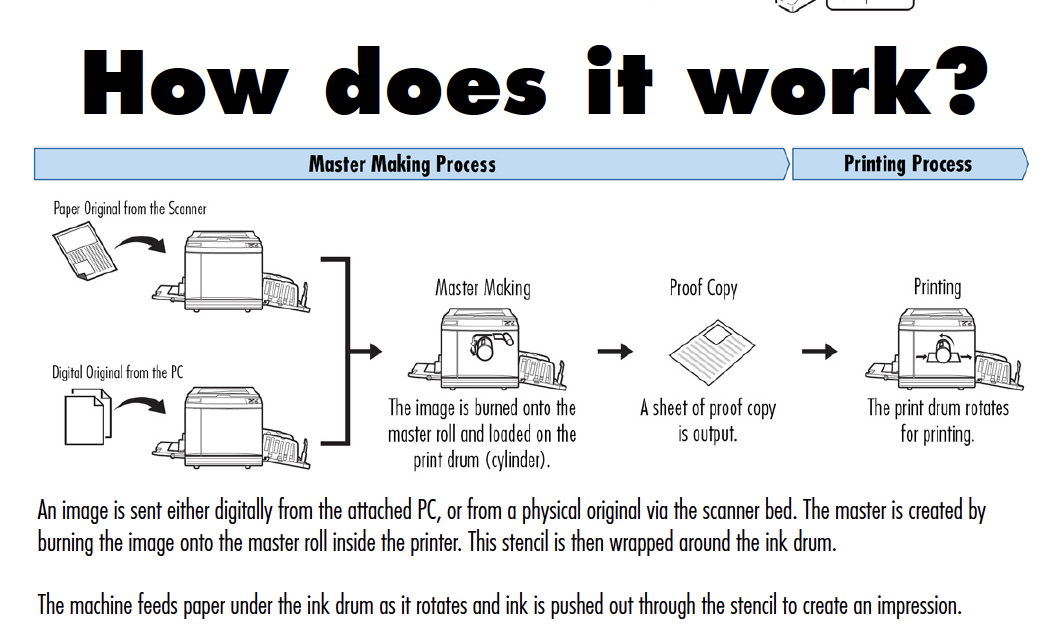 How does it work?
Master Making Process
Printing Process
Paper Original from the Scanner
Digital Original from the PC
Master Making
The image is burned onto the
master roll and loaded on the
print drum (cylinder).
Proof Copy
A sheet of proof copy
is output.
Printing
The print drum rotates
for printing.
An image is sent either digitally from the attached PC, or from a physical original via the scanner bed. The master is created by
burning the image onto the master roll inside the printer. This stencil is then wrapped around the ink drum.
The machine feeds paper under the ink drum as it rotates and ink is pushed out through the stencil to create an impression.